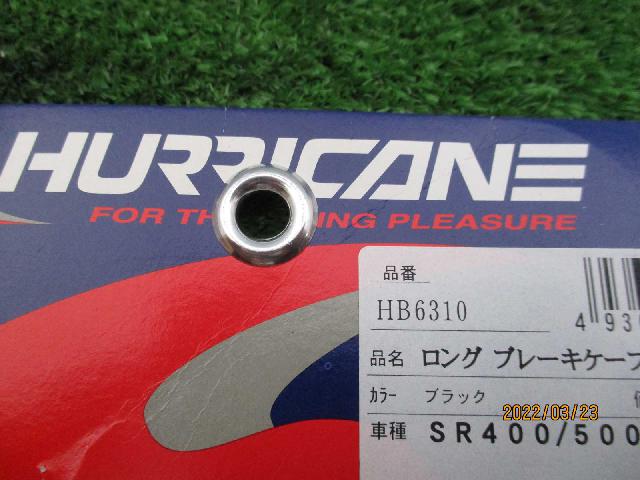 HURRICANE
FOR TH ING PLEASURE
品番
HB6310
品名 ロング ブレーキケーブ
カラー ブラック
車種 SR400/500
493
2022/03/23